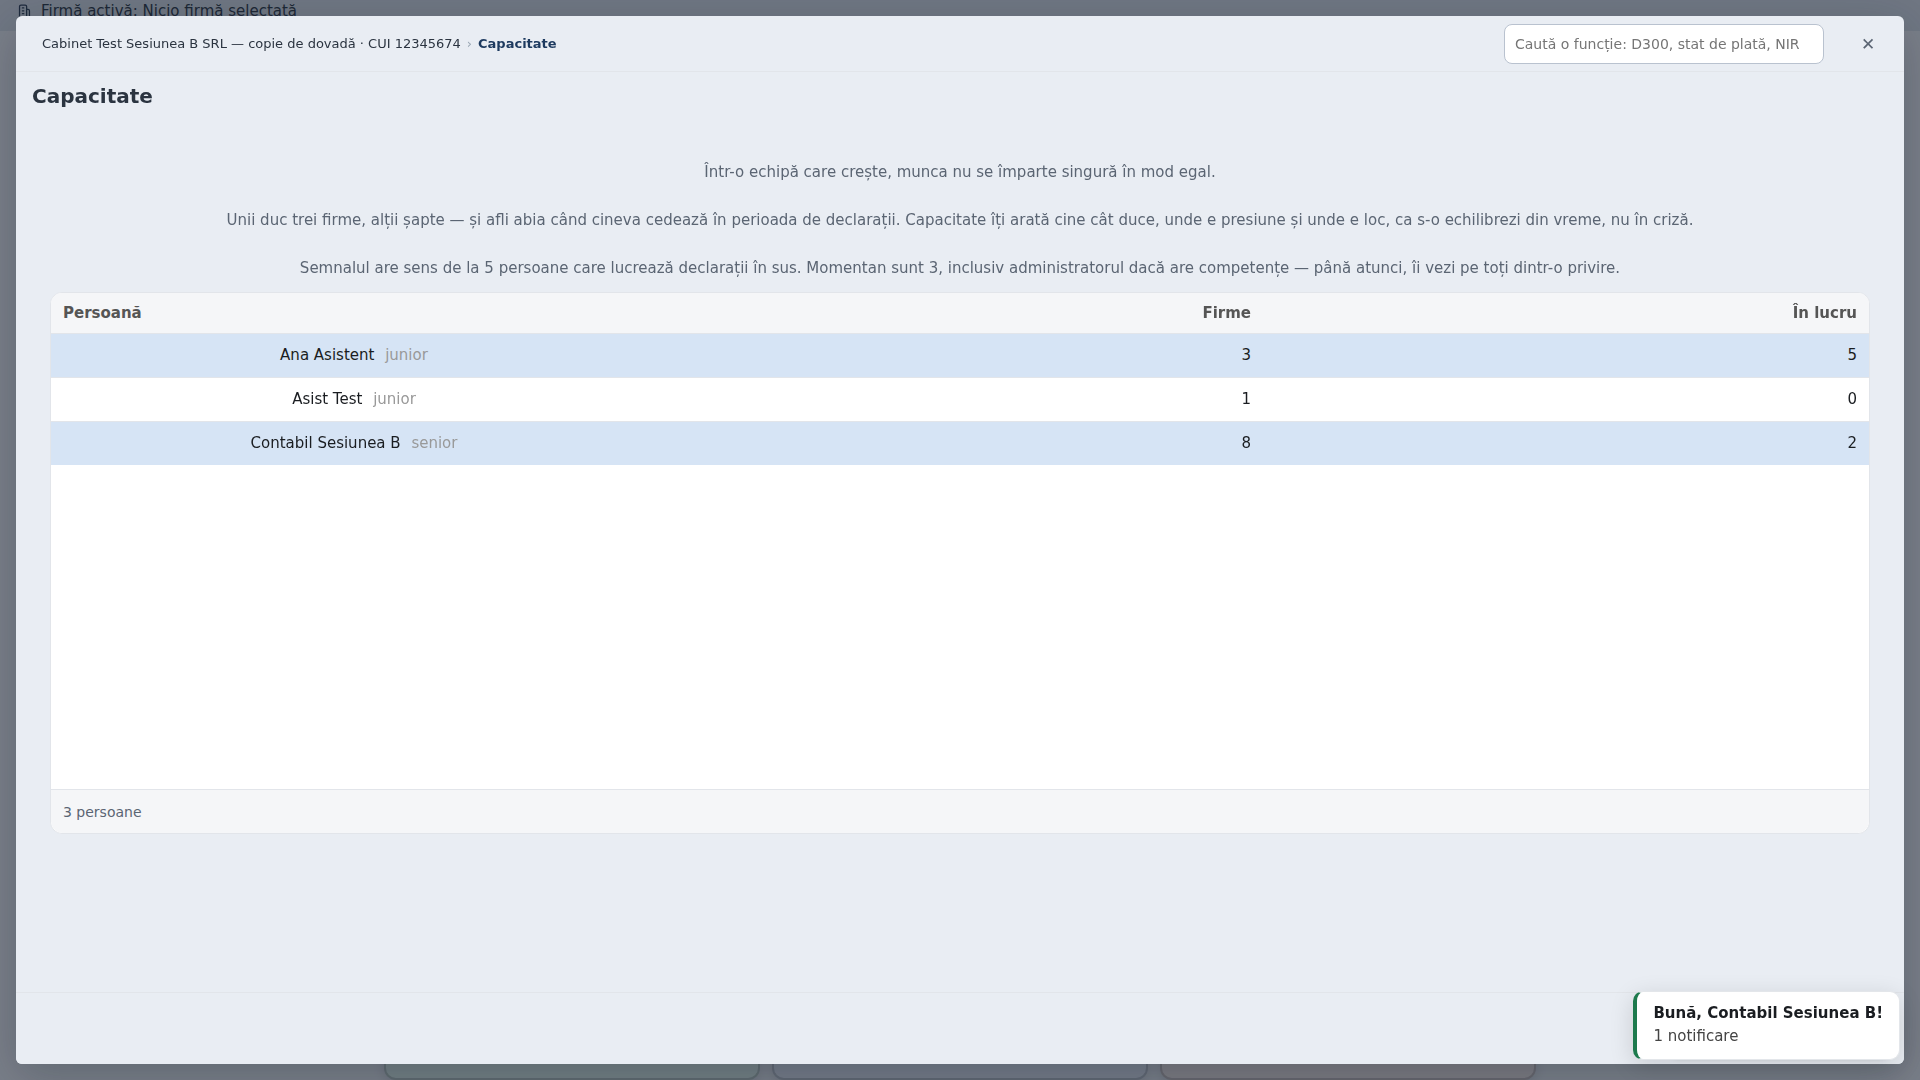 Firmă activă: Nicio firmă selectată
Cabinet Test Sesiunea B SRL — copie de dovadă · CUI 12345674 › Capacitate
Caută o funcție: D300, stat de plată, NIR
✕
Capacitate
Într-o echipă care crește, munca nu se împarte singură în mod egal.
Unii duc trei firme, alții șapte — și afli abia când cineva cedează în perioada de declarații. Capacitate îți arată cine cât duce, unde e presiune și unde e loc, ca s-o echilibrezi din vreme, nu în criză.
Semnalul are sens de la 5 persoane care lucrează declarații în sus. Momentan sunt 3, inclusiv administratorul dacă are competențe — până atunci, îi vezi pe toți dintr-o privire.
Persoană Firme În lucru
Ana Asistent junior 3 5
Asist Test junior 1 0
Contabil Sesiunea B senior 8 2
3 persoane
Bună, Contabil Sesiunea B!
1 notificare